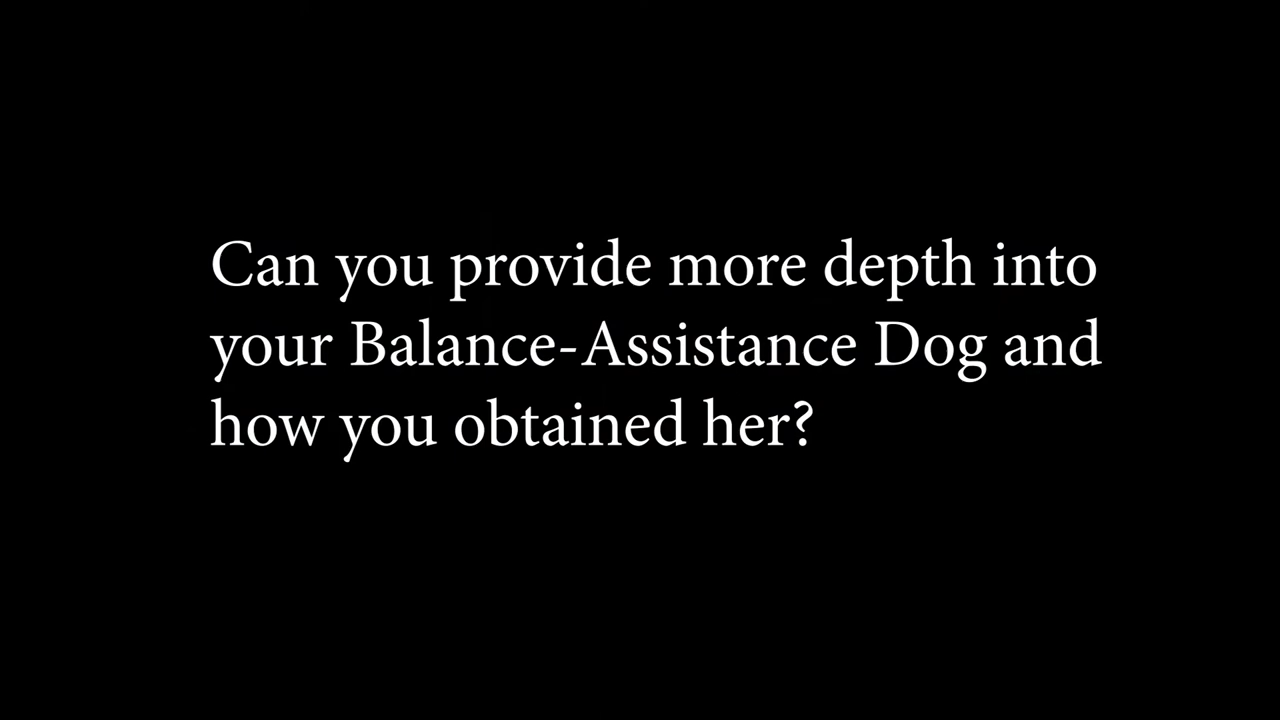 Can you provide more depth into
your Balance-Assistance Dog and
how you obtained her?